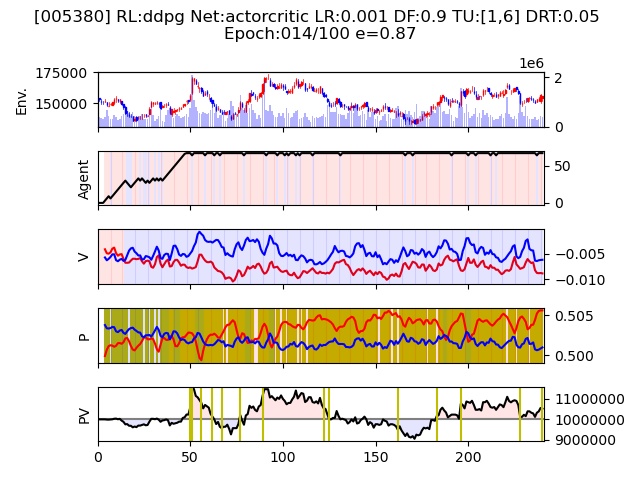 [005380] RL:ddpg Net:actorcritic LR:0.001 DF:0.9 TU:[1,6] DRT:0.05
Epoch:014/100 e=0.87
1e6
Env.
175000
150000
2
0
Agent
50
0
V
−0.005
−0.010
P
0.505
0.500
PV
11000000
10000000
9000000
0
50
100
150
200